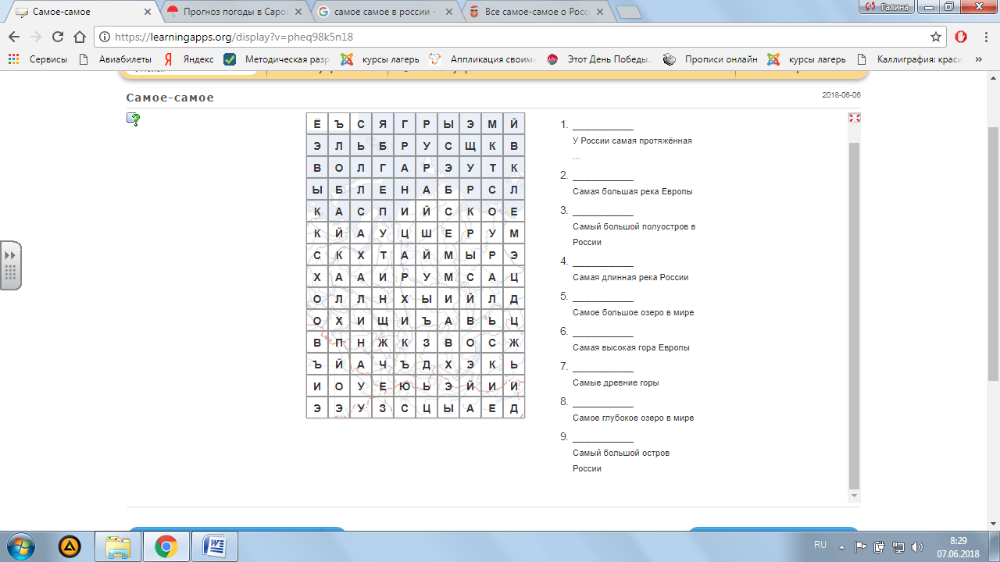 Самое-самое
Прогноз погоды в Саро
самое самое в россии -
Все самое-самое о Росс
Галина
https://learningapps.org/display?v=pheq98k5n18
Сервисы
Авиабилеты
Яндекс
Методическая разр
курсы лагерь
Аппликация своими
Этот День Победы...
Прописи онлайн
курсы лагерь
Каллиграфия: краси
»
Самое-самое
2018-06-06
Ё Ъ С Я Г Р Ы Э М Й
Э Л Ь Б Р У С Щ К В
В О Л Г А Р Э У Т К
Ы Б Л Е Н А Б Р С Л
К А С П И Й С К О Е
К Й А У Ц Ш Е Р У М
С К Х Т А Й М Ы Р Э
Х А А И Р У М С А Ц
О Л Л Н Х Ы И Й Л Д
О Х И Щ И Ъ А В Ь Ц
В П Н Ж К З В О С Ж
Ъ Й А Ч Ъ Д Х Э К Ь
И О У Е Ю Ь Э Й И Й
Э Э У З С Ц Ы А Е Д
1. ___________
У России самая протяжённая
...
2. ___________
Самая большая река Европы
3. ___________
Самый большой полуостров в
России
4. ___________
Самая длинная река России
5. ___________
Самое большое озеро в мире
6. ___________
Самая высокая гора Европы
7. ___________
Самые древние горы
8. ___________
Самое глубокое озеро в мире
9. ___________
Самый большой остров
России
RU
8:29
07.06.2018